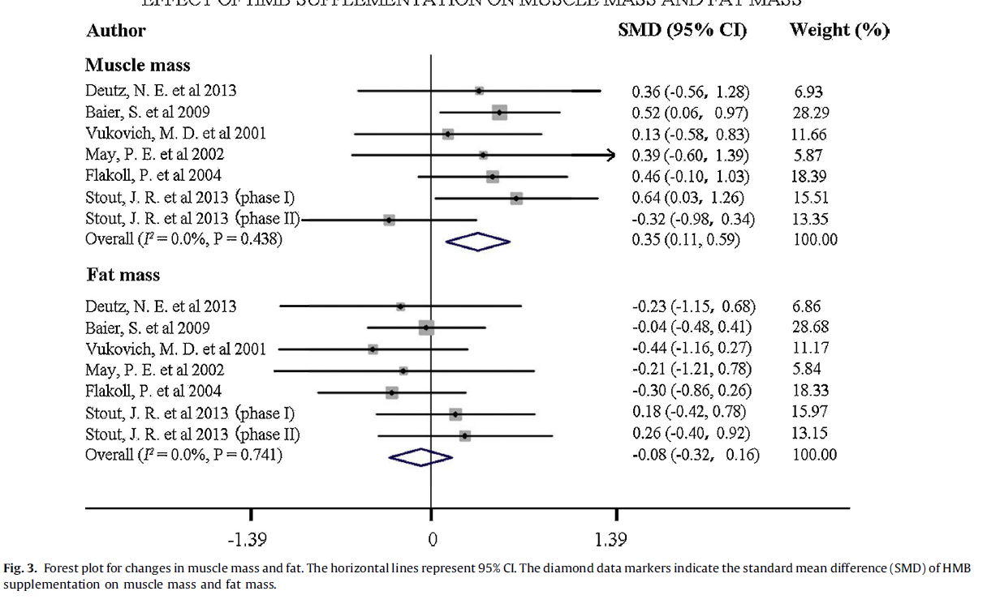 EFFECT OF HMB SUPPLEMENTATION ON MUSCLE MASS AND FAT MASS
Author SMD (95% CI) Weight (%)
Muscle mass
Deutz, N. E. et al 2013 0.36 (-0.56, 1.28) 6.93
Baier, S. et al 2009 0.52 (0.06, 0.97) 28.29
Vukovich, M. D. et al 2001 0.13 (-0.58, 0.83) 11.66
May, P. E. et al 2002 0.39 (-0.60, 1.39) 5.87
Flakoll, P. et al 2004 0.46 (-0.10, 1.03) 18.39
Stout, J. R. et al 2013 (phase I) 0.64 (0.03, 1.26) 15.51
Stout, J. R. et al 2013 (phase II) -0.32 (-0.98, 0.34) 13.35
Overall (I² = 0.0%, P = 0.438) 0.35 (0.11, 0.59) 100.00
Fat mass
Deutz, N. E. et al 2013 -0.23 (-1.15, 0.68) 6.86
Baier, S. et al 2009 -0.04 (-0.48, 0.41) 28.68
Vukovich, M. D. et al 2001 -0.44 (-1.16, 0.27) 11.17
May, P. E. et al 2002 -0.21 (-1.21, 0.78) 5.84
Flakoll, P. et al 2004 -0.30 (-0.86, 0.26) 18.33
Stout, J. R. et al 2013 (phase I) 0.18 (-0.42, 0.78) 15.97
Stout, J. R. et al 2013 (phase II) 0.26 (-0.40, 0.92) 13.15
Overall (I² = 0.0%, P = 0.741) -0.08 (-0.32, 0.16) 100.00
-1.39 0 1.39
Fig. 3. Forest plot for changes in muscle mass and fat. The horizontal lines represent 95% CI. The diamond data markers indicate the standard mean difference (SMD) of HMB
supplementation on muscle mass and fat mass.